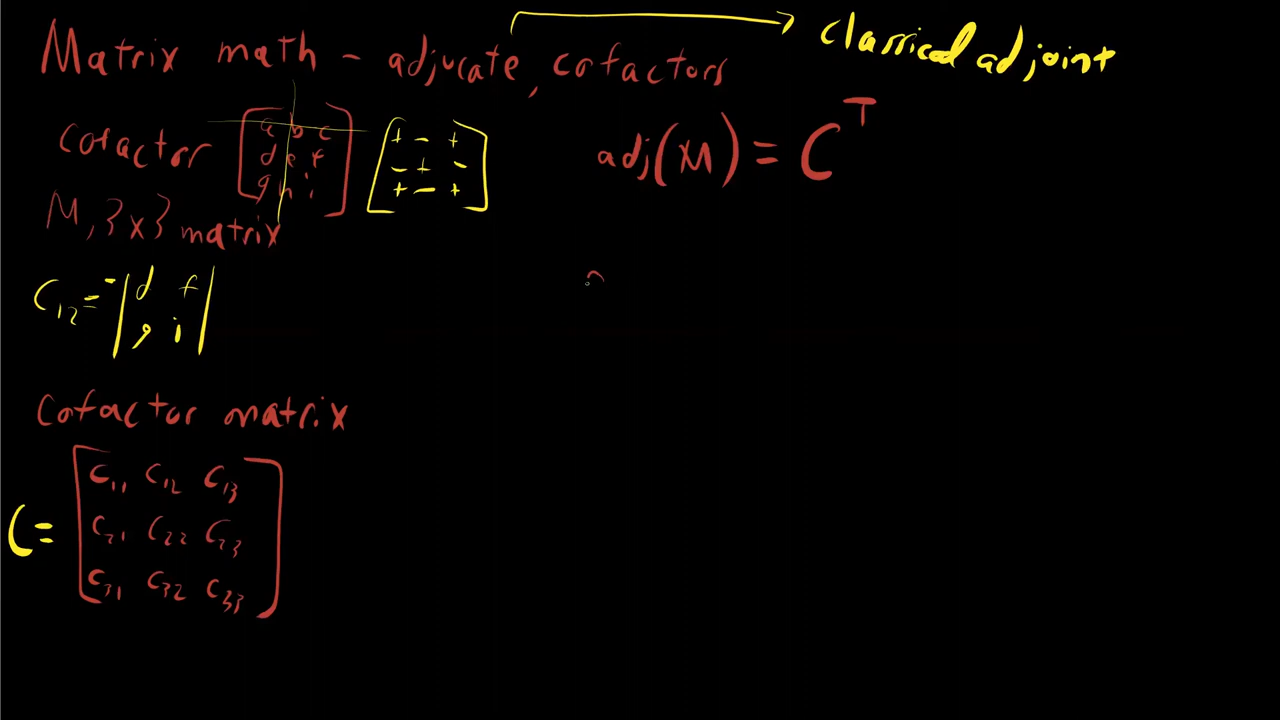 Matrix math - adjucate, cofactors
classical adjoint
cofactor [a b c
d e f
g h i] [+ - +
- + -
+ - +]
adj(M) = C^T
M, 3x3 matrix
C12 = -|d f
g i|
Cofactor matrix
C = [C11 C12 C13
C21 C22 C23
C31 C32 C33]